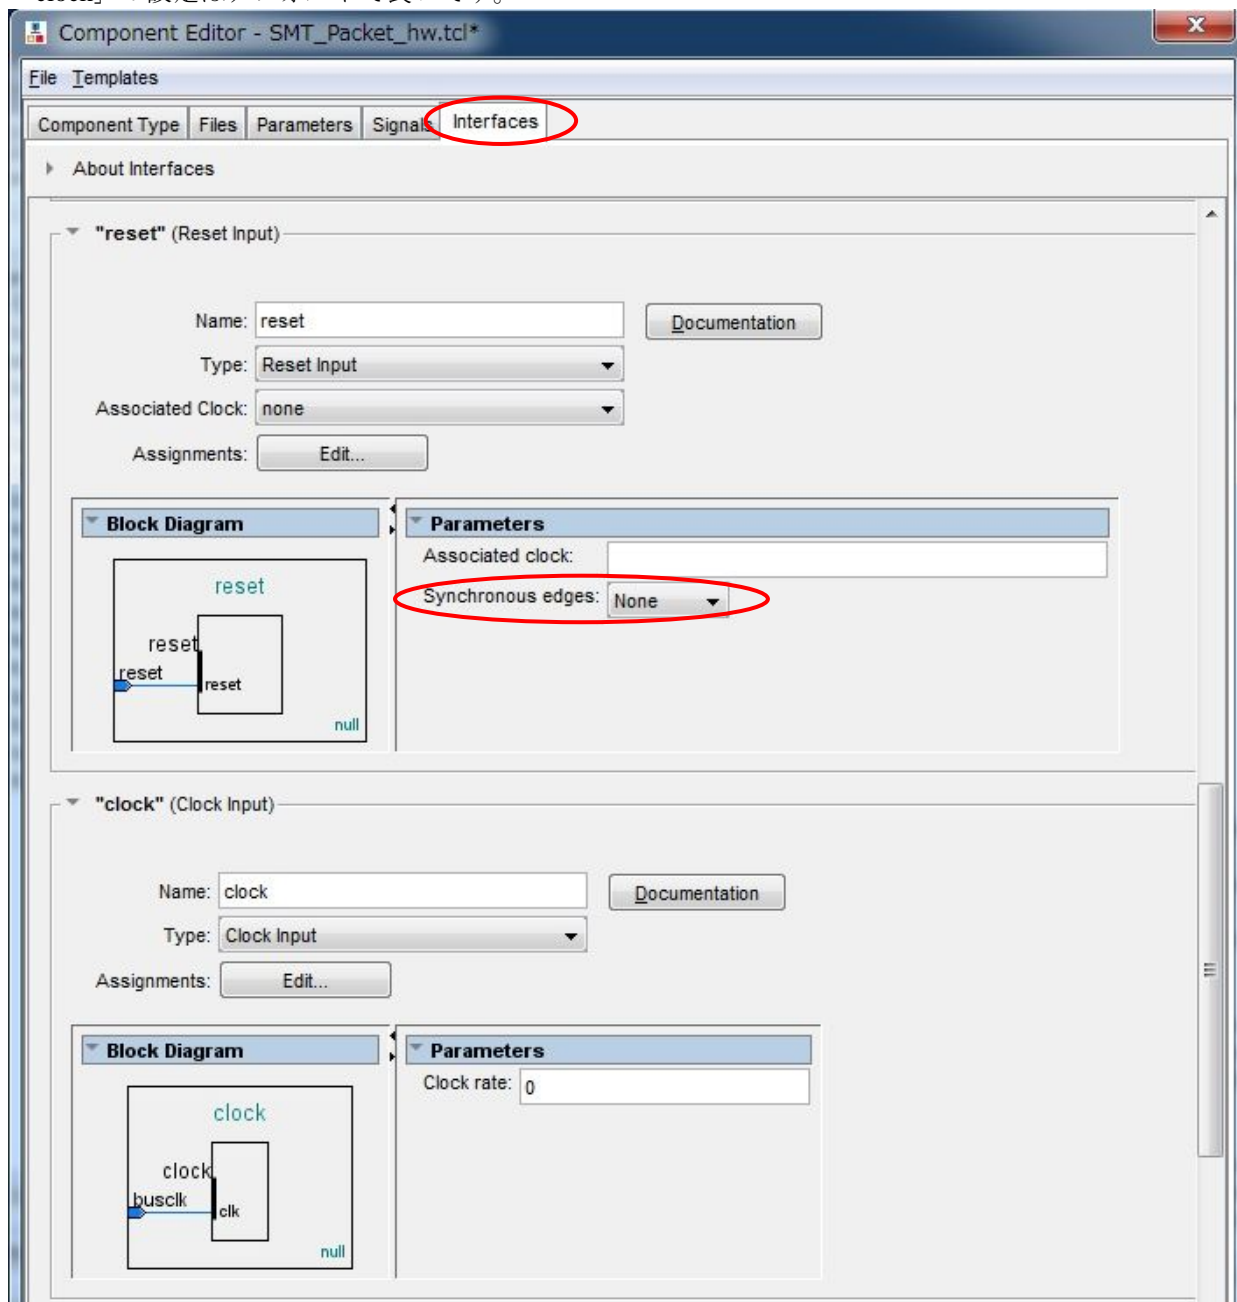 Component Editor - SMT_Packet_hw.tcl*
File Templates
Component Type Files Parameters Signals Interfaces
About Interfaces
"reset" (Reset Input)
Name: reset Documentation
Type: Reset Input
Associated Clock: none
Assignments: Edit...
Block Diagram
Parameters
Associated clock:
Synchronous edges: None
reset
reset
reset
reset
null
"clock" (Clock Input)
Name: clock Documentation
Type: Clock Input
Assignments: Edit...
Block Diagram
Parameters
Clock rate: 0
clock
clock
busclk
clk
null